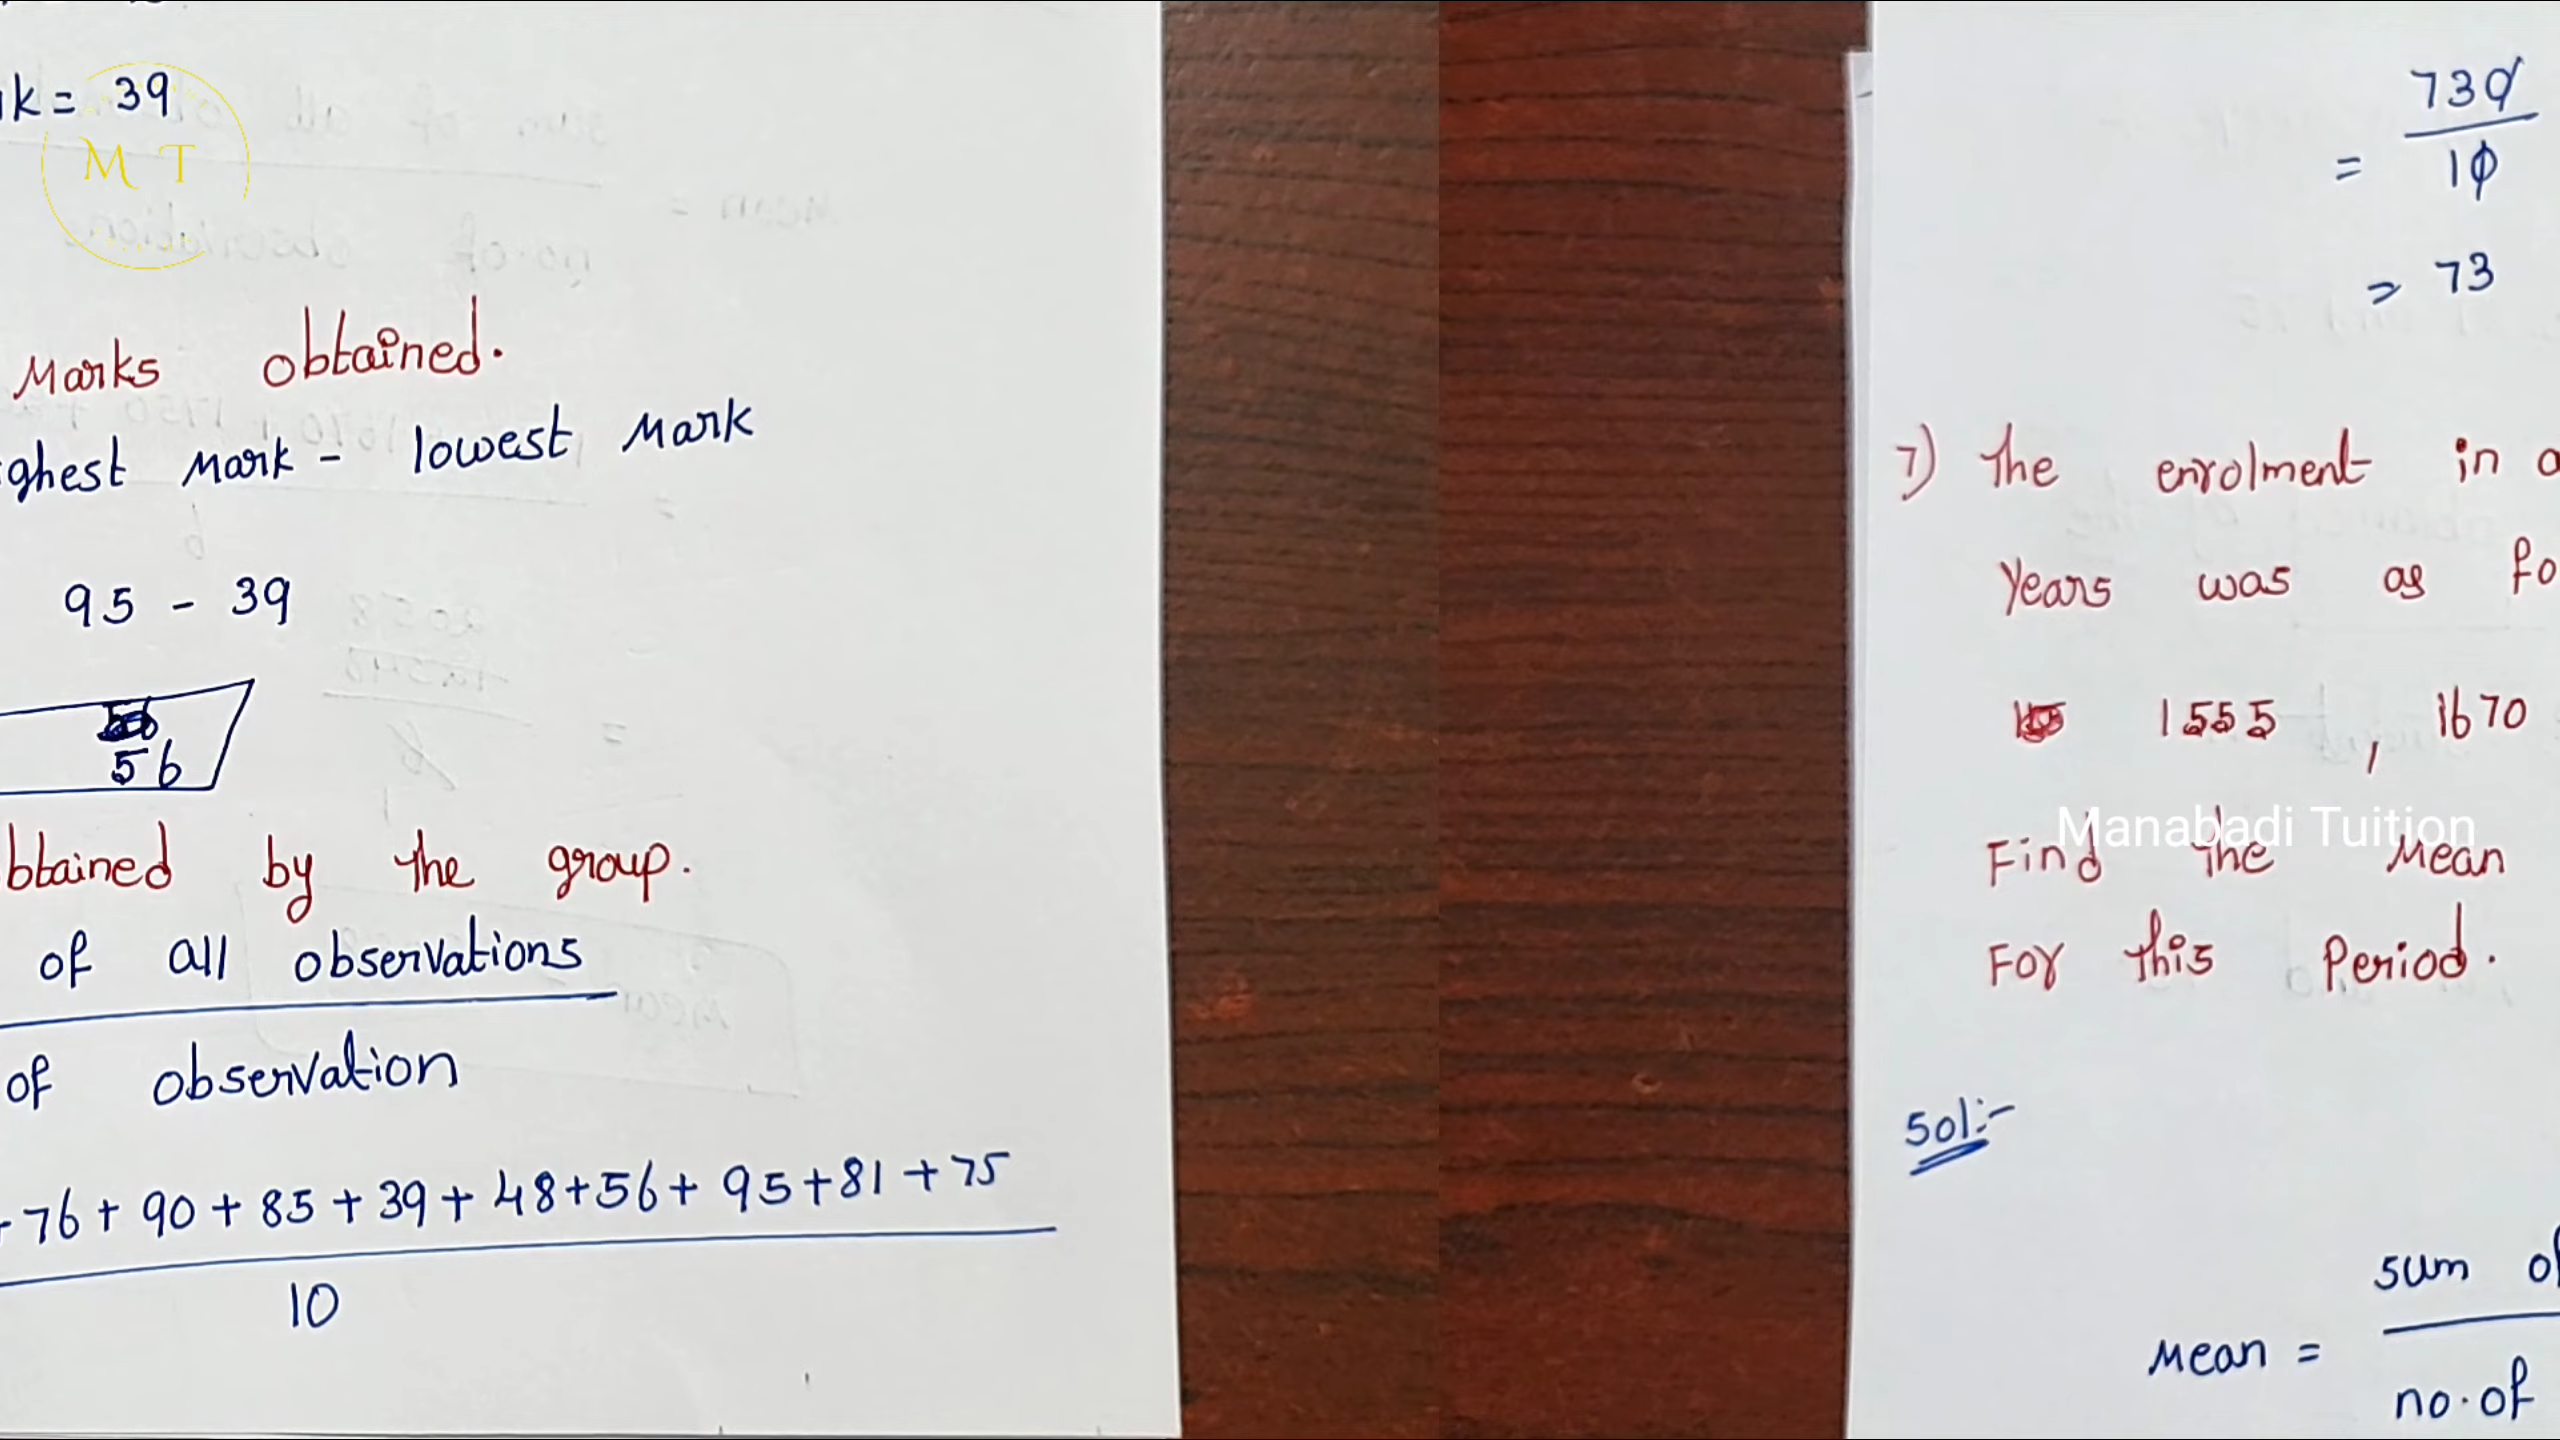 k = 39
M T
Marks obtained.
ghest Mark - lowest Mark
95 - 39
56
btained by the group.
of all observations
of observation
+ 76 + 90 + 85 + 39 + 48 + 56 + 95 + 81 + 75
10
730
= 10
= 73
7) The enrolment in a
Years was as fo
1555 , 1670
Manabadi Tuition
Find the Mean
For this Period.
Sol:-
sum of
Mean =
no. of